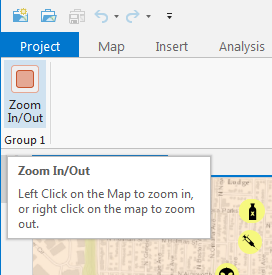 Project Map Insert Analysis
Zoom
In/Out
Group 1
Zoom In/Out
Left Click on the Map to zoom in,
or right click on the map to zoom
out.